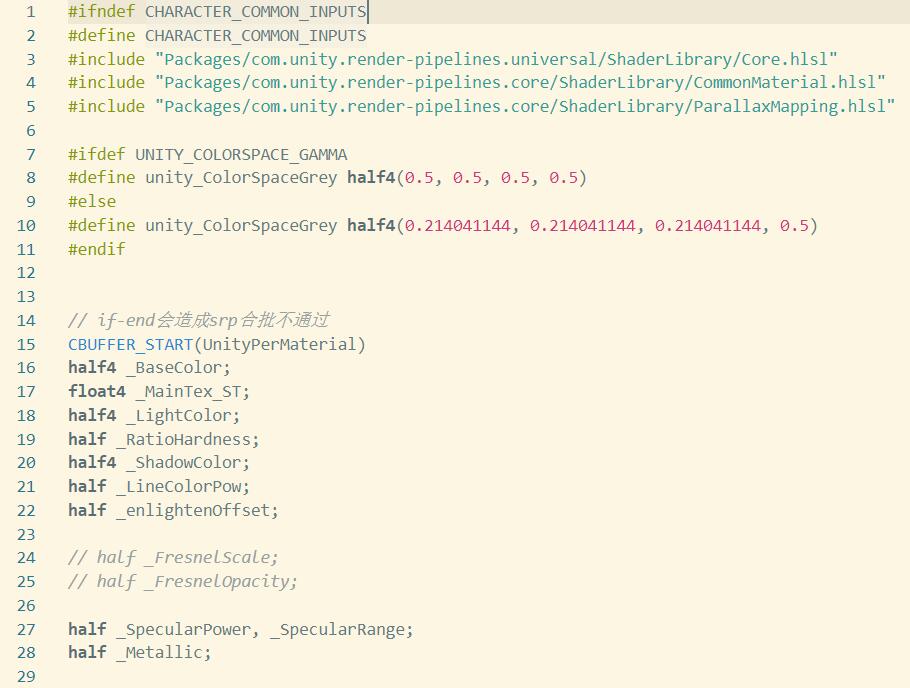 1 #ifndef CHARACTER_COMMON_INPUTS
2 #define CHARACTER_COMMON_INPUTS
3 #include "Packages/com.unity.render-pipelines.universal/ShaderLibrary/Core.hlsl"
4 #include "Packages/com.unity.render-pipelines.core/ShaderLibrary/CommonMaterial.hlsl"
5 #include "Packages/com.unity.render-pipelines.core/ShaderLibrary/ParallaxMapping.hlsl"
6
7 #ifdef UNITY_COLORSPACE_GAMMA
8 #define unity_ColorSpaceGrey half4(0.5, 0.5, 0.5, 0.5)
9 #else
10 #define unity_ColorSpaceGrey half4(0.214041144, 0.214041144, 0.214041144, 0.5)
11 #endif
12
13
14 // if-end会造成srp合批不通过
15 CBUFFER_START(UnityPerMaterial)
16 half4 _BaseColor;
17 float4 _MainTex_ST;
18 half4 _LightColor;
19 half _RatioHardness;
20 half4 _ShadowColor;
21 half _LineColorPow;
22 half _enlightenOffset;
23
24 // half _FresnelScale;
25 // half _FresnelOpacity;
26
27 half _SpecularPower, _SpecularRange;
28 half _Metallic;
29